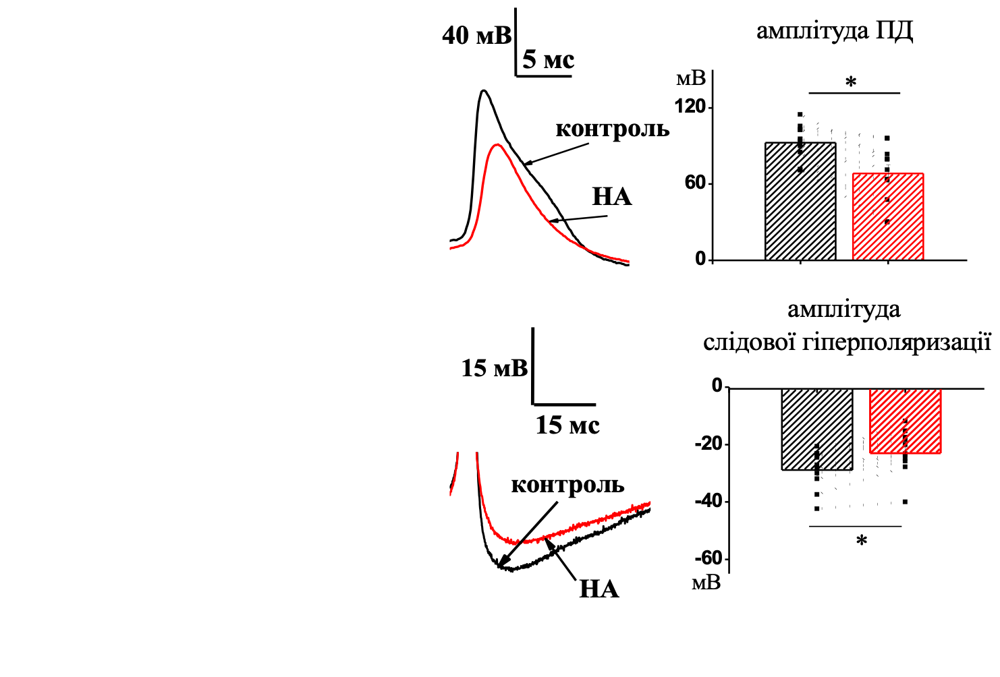 40 мВ
5 мс
контроль
НА
амплітуда ПД
мВ
*
120
60
0
15 мВ
15 мс
контроль
НА
амплітуда
слідової гіперполяризації
0
-20
-40
-60
*
мВ